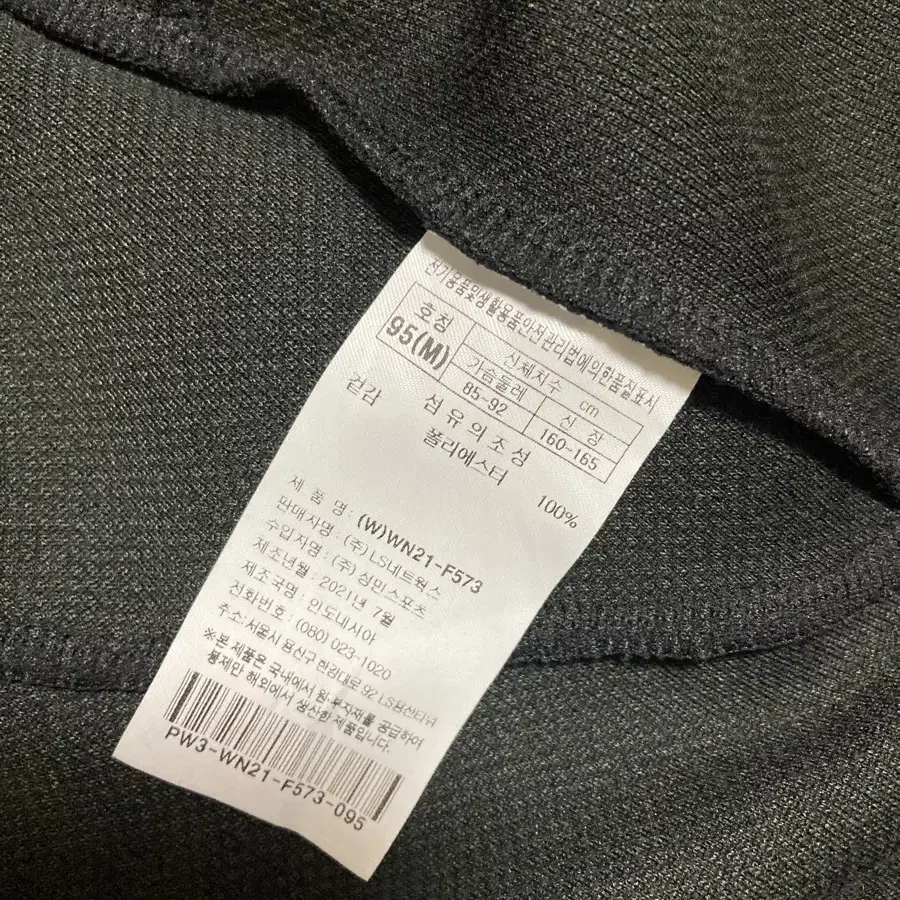 전기용품및생활용품안전관리법에의한품질표시
호칭 신체치수 cm
95(M) 가슴둘레 신 장
85-92 160-165
섬 유 의 조 성
겉감 폴리에스터 100%
제 품 명 : (W)WN21-F573
판매자명 : (주) LS네트웍스
수입자명 : (주) 성민스포츠
제조년월 : 2021년 7월
제조국명 : 인도네시아
전화번호 : (080) 023-1020
주소:서울시 용산구 한강대로 92 LS용산타워
※본 제품은 국내에서 원·부자재를 공급하여
봉제만 해외에서 생산한 제품입니다.
PW3-WN21-F573-095